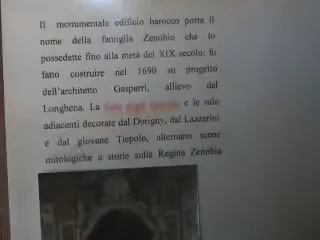 Il monumentale edificio barocco porta il
nome della famiglia Zenobio che lo
possedette fino alla metà del XIX secolo; fu
fatto costruire nel 1690 su progetto
dell'architetto Gasparri, allievo del
Longhena. La e le sale
adiacenti decorate dal Dorigny, dal Lazzarini
e dal giovane Tiepolo, alternano scene
mitologiche a storie sulla Regina Zenobia